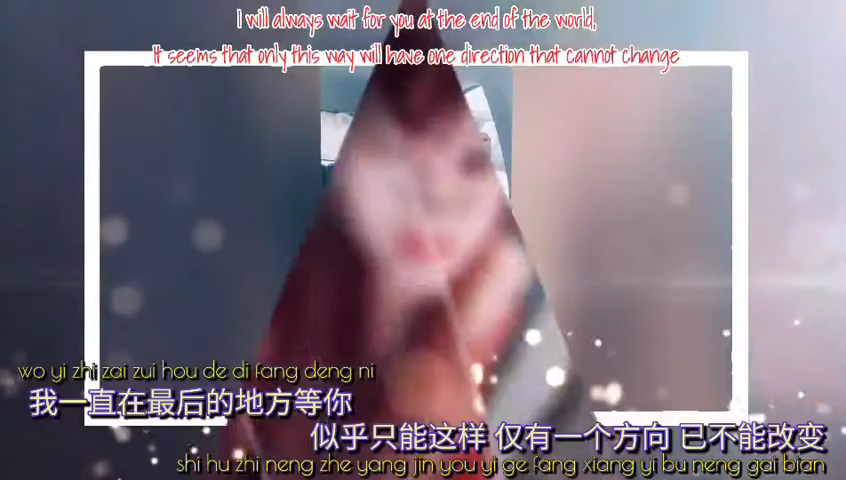 I will always wait for you at the end of the world,
It seems that only this way will have one direction that cannot change
wo yi zhi zai zui hou de di fang deng ni
我一直在最后的地方等你
似乎只能这样 仅有一个方向 已不能改变
shi hu zhi neng zhe yang jin you yi ge fang xiang yi bu neng gai bian